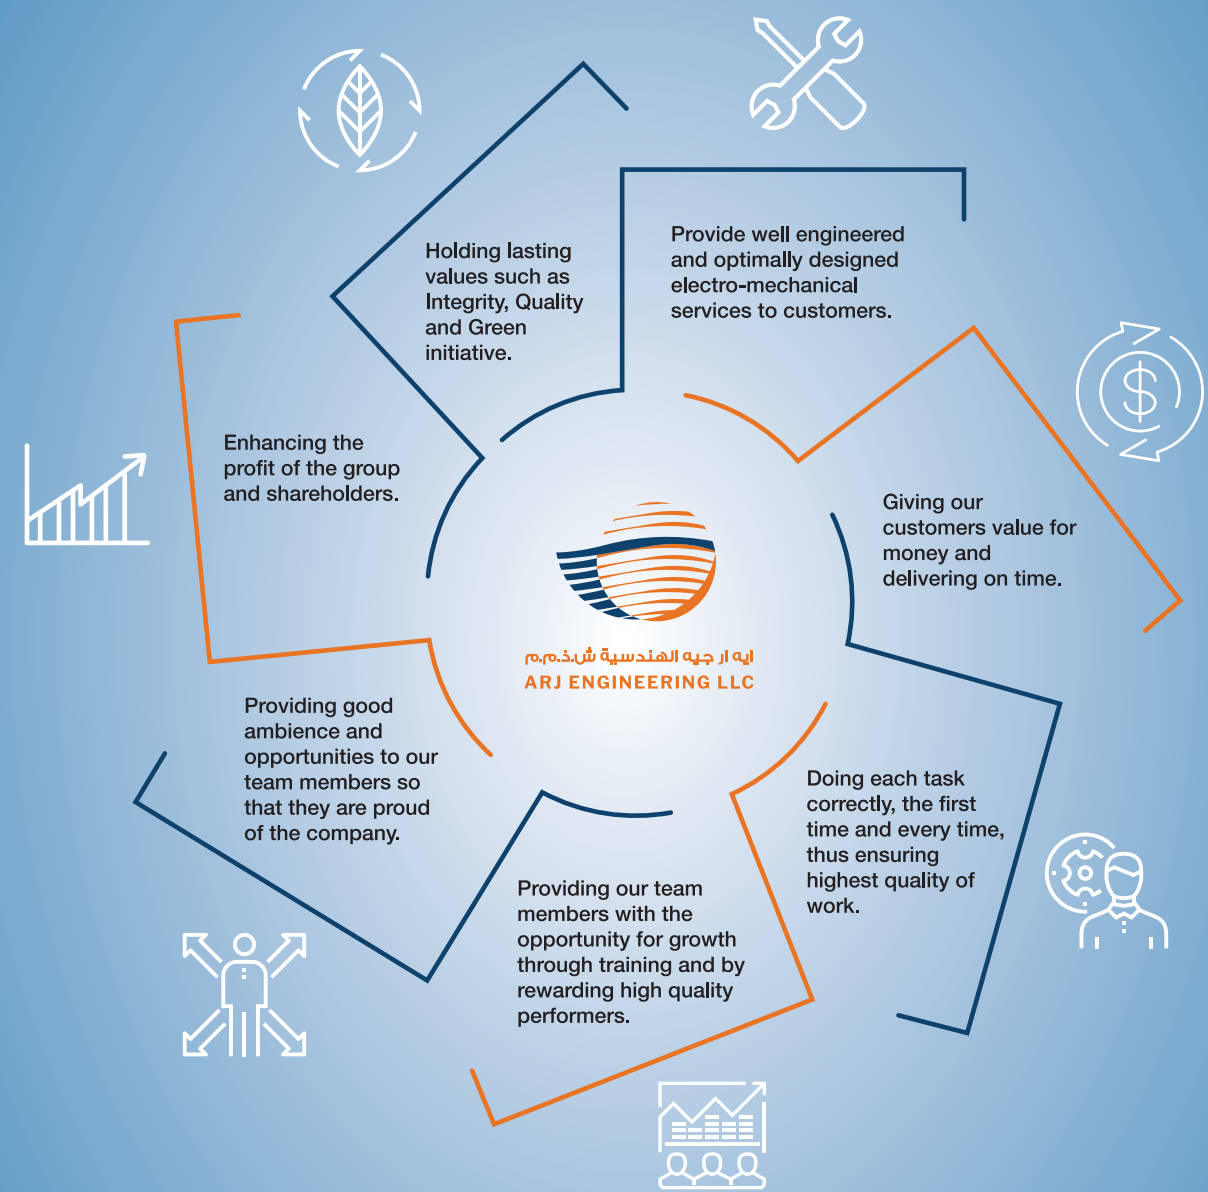 Holding lasting
values such as
Integrity, Quality
and Green
initiative.
Provide well engineered
and optimally designed
electro-mechanical
services to customers.
Giving our
customers value for
money and
delivering on time.
Doing each task
correctly, the first
time and every time,
thus ensuring
highest quality of
work.
Providing our team
members with the
opportunity for growth
through training and by
rewarding high quality
performers.
Providing good
ambience and
opportunities to our
team members so
that they are proud
of the company.
Enhancing the
profit of the group
and shareholders.
ايه ار جيه الهندسية ش.ذ.م.م
ARJ ENGINEERING LLC
$